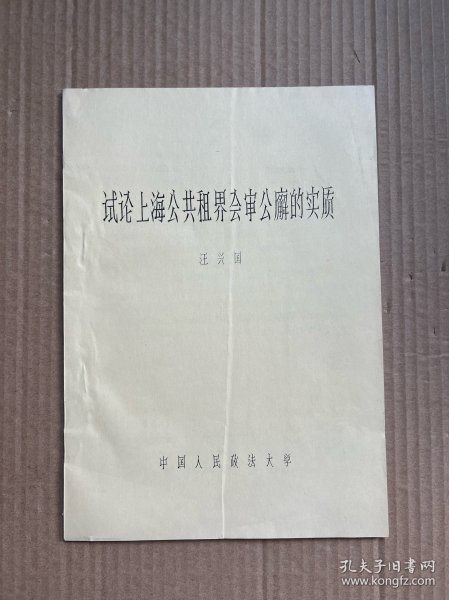 试论上海公共租界会审公廨的实质
汪兴国
中国人民政法大学
孔夫子旧书网
www.kongfz.com